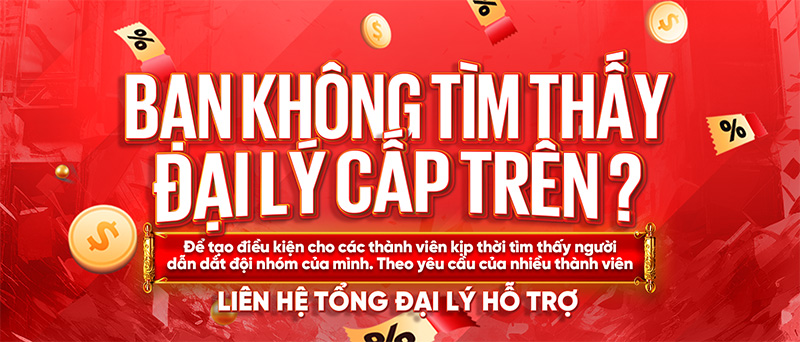 BẠN KHÔNG TÌM THẤY
ĐẠI LÝ CẤP TRÊN?
Để tạo điều kiện cho các thành viên kịp thời tìm thấy người
dẫn dắt đội nhóm của mình. Theo yêu cầu của nhiều thành viên
LIÊN HỆ TỔNG ĐẠI LÝ HỖ TRỢ